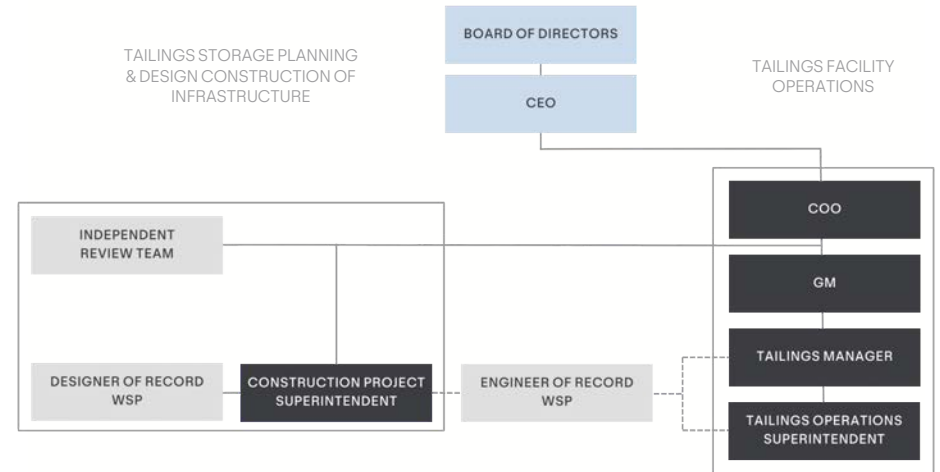 TAILINGS STORAGE PLANNING
& DESIGN CONSTRUCTION OF
INFRASTRUCTURE
BOARD OF DIRECTORS
CEO
TAILINGS FACILITY
OPERATIONS
COO
INDEPENDENT
REVIEW TEAM
GM
TAILINGS MANAGER
DESIGNER OF RECORD
WSP
CONSTRUCTION PROJECT
SUPERINTENDENT
ENGINEER OF RECORD
WSP
TAILINGS OPERATIONS
SUPERINTENDENT